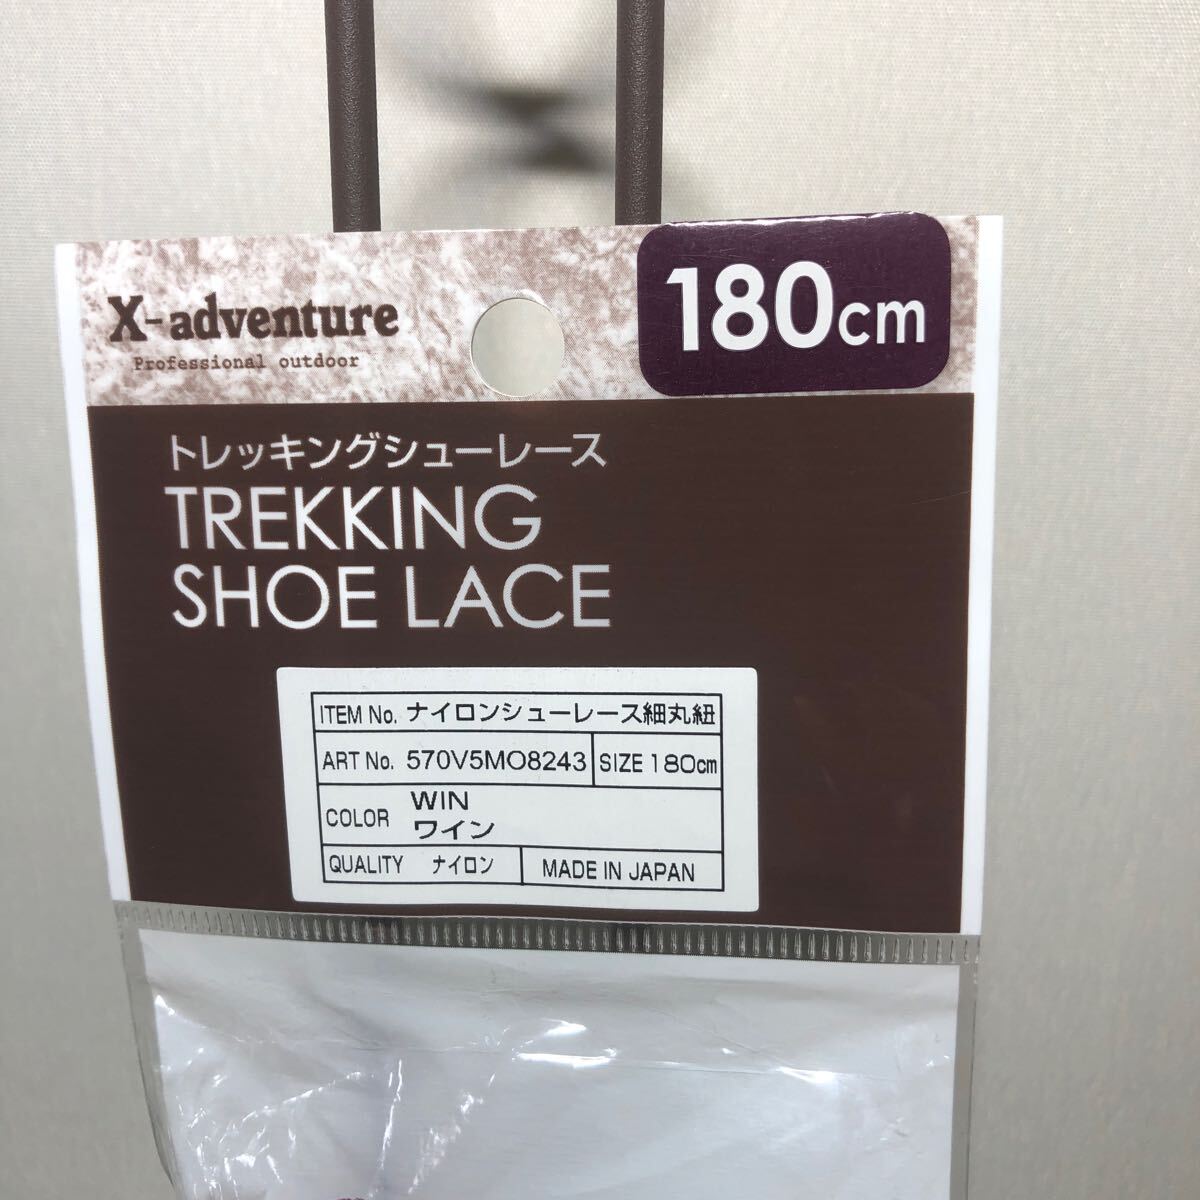 X-adventure
Professional outdoor
180cm
トレッキングシューレース
TREKKING
SHOE LACE
ITEM No. ナイロンシューレース細丸紐
ART No. 570V5MO8243 SIZE 180cm
COLOR WIN
ワイン
QUALITY ナイロン MADE IN JAPAN